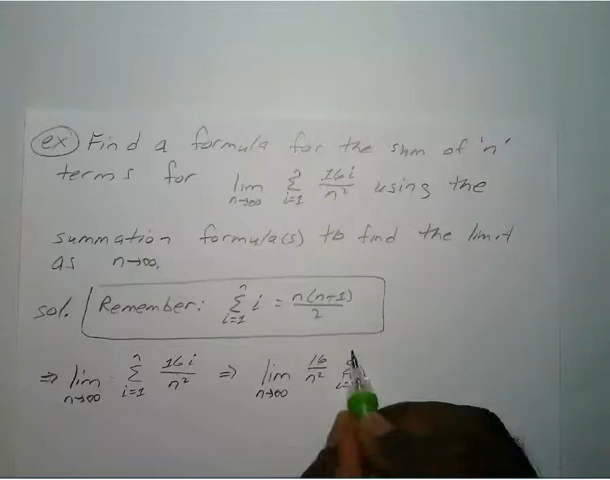 ex Find a formula for the sum of 'n'
terms for lim n→∞ n Σ i=1 16i/n² using the
summation formula(s) to find the limit
as n→∞.
sol. Remember: n Σ i=1 i = n(n+1)/2
⇒ lim n→∞ n Σ i=1 16i/n² ⇒ lim n→∞ 16/n² Σ i=